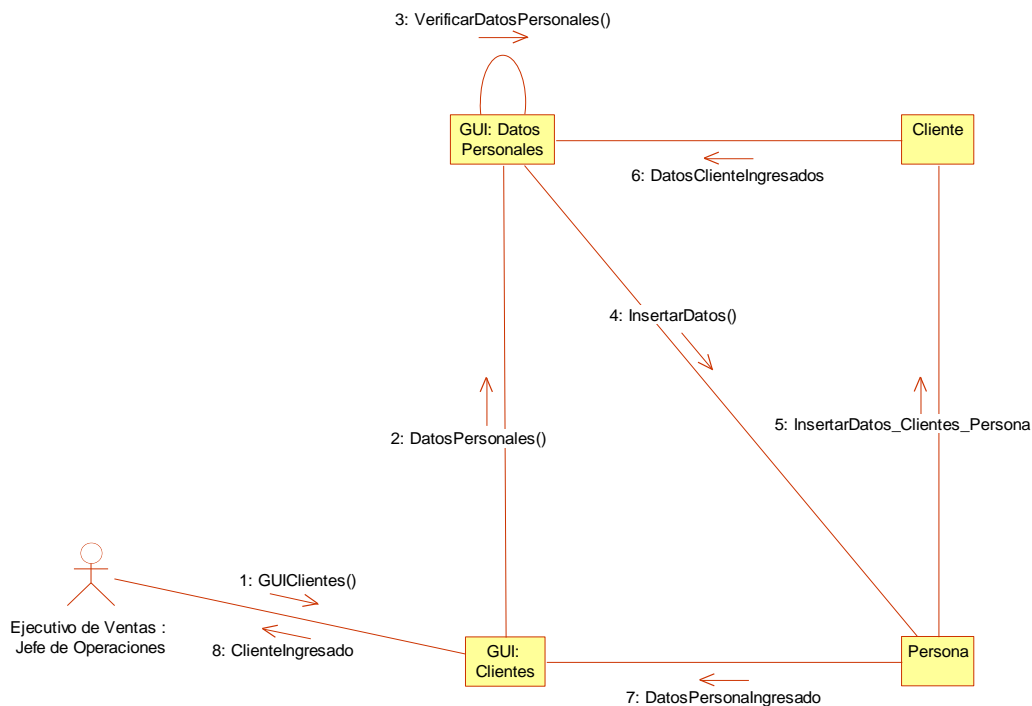 3: VerificarDatosPersonales()
GUI: Datos
Personales
Cliente
6: DatosClienteIngresados
4: InsertarDatos()
2: DatosPersonales()
5: InsertarDatos_Clientes_Persona
1: GUIClientes()
Ejecutivo de Ventas :
Jefe de Operaciones
8: ClienteIngresado
GUI:
Clientes
Persona
7: DatosPersonaIngresado